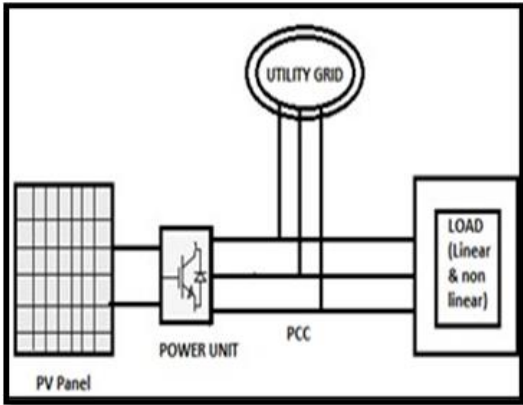 UTILITY GRID
LOAD
(Linear
& non
linear)
PCC
POWER UNIT
PV Panel